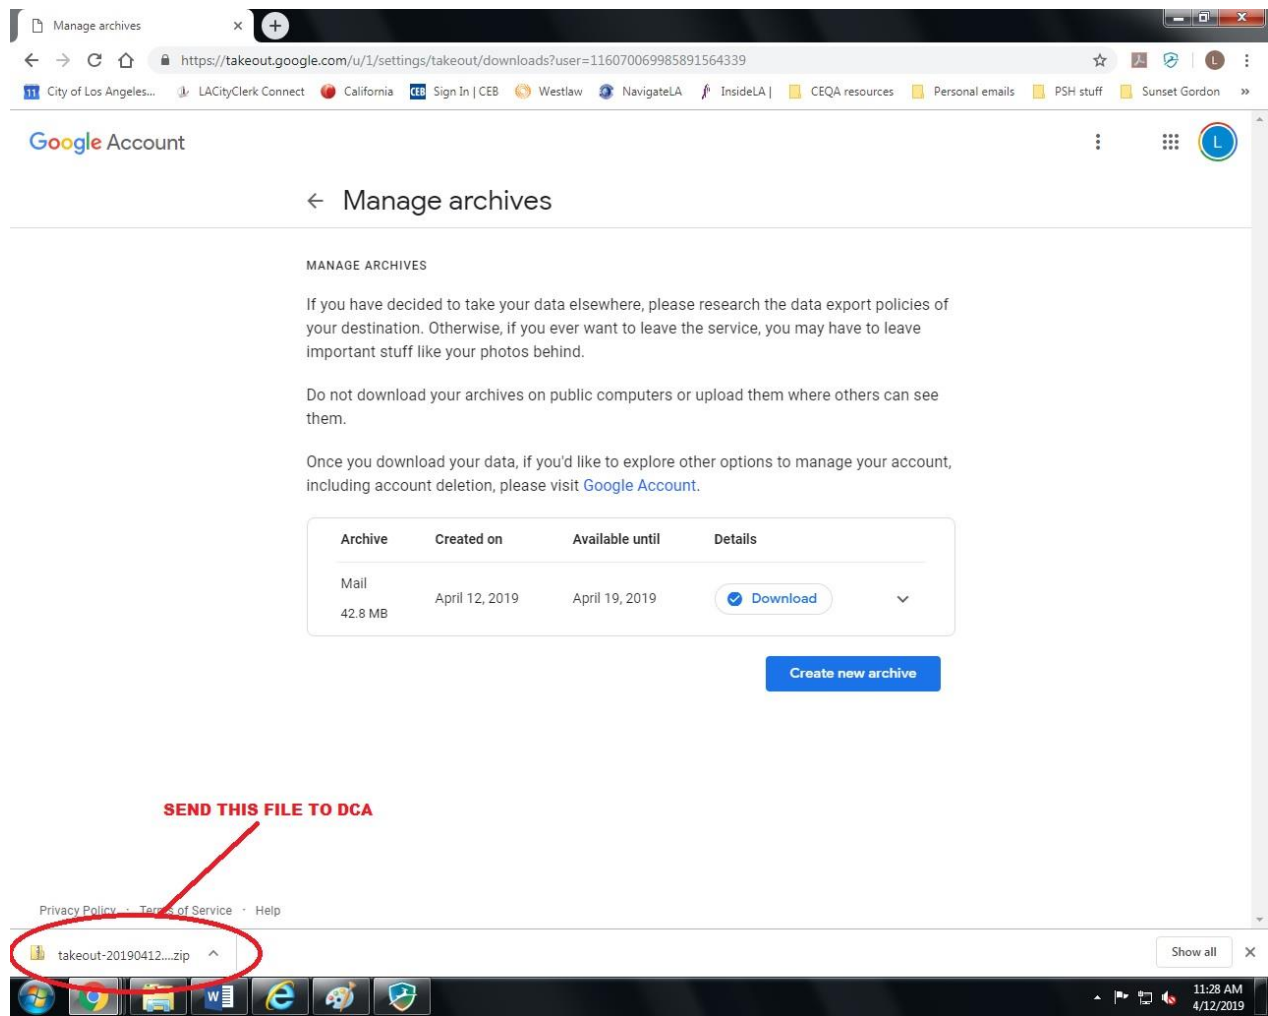 Manage archives
https://takeout.google.com/u/1/settings/takeout/downloads?user=116070069985891564339
L
11 City of Los Angeles... LACityClerk Connect California CEB Sign In | CEB Westlaw NavigateLA InsideLA | CEQA resources Personal emails PSH stuff Sunset Gordon »
Google Account
L
Manage archives
MANAGE ARCHIVES
If you have decided to take your data elsewhere, please research the data export policies of
your destination. Otherwise, if you ever want to leave the service, you may have to leave
important stuff like your photos behind.
Do not download your archives on public computers or upload them where others can see
them.
Once you download your data, if you'd like to explore other options to manage your account,
including account deletion, please visit Google Account.
Archive Created on Available until Details
Mail
April 12, 2019 April 19, 2019 Download
42.8 MB
Create new archive
SEND THIS FILE TO DCA
Privacy Policy · Terms of Service · Help
takeout-20190412....zip
Show all
W
11:28 AM
4/12/2019